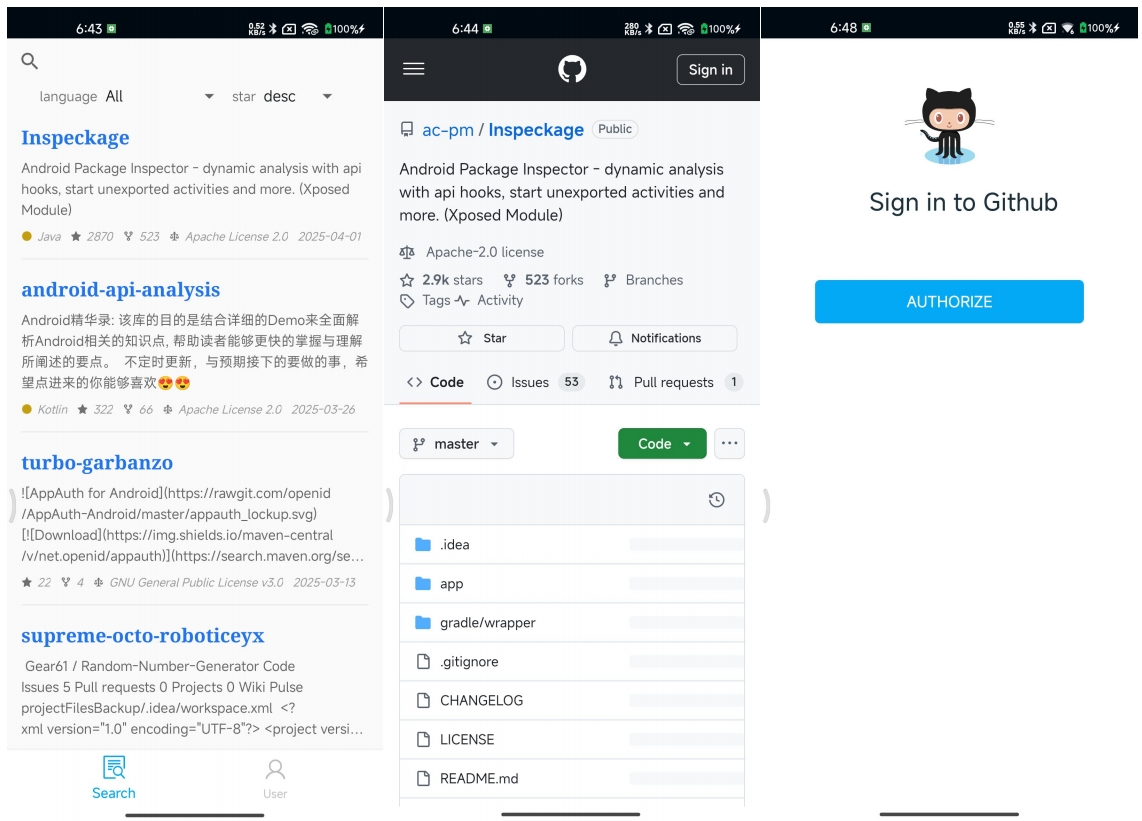 6:43
0.52 KB/s
100%
language All
star desc
Inspeckage
Android Package Inspector - dynamic analysis with api
hooks, start unexported activities and more. (Xposed
Module)
Java 2870 523 Apache License 2.0 2025-04-01
android-api-analysis
Android精华录: 该库的目的是结合详细的Demo来全面解
析Android相关的知识点, 帮助读者能够更快的掌握与理解
所阐述的要点。 不定时更新，与预期接下的要做的事，希
望点进来的你能够喜欢😍😍
Kotlin 322 66 Apache License 2.0 2025-03-26
turbo-garbanzo
![AppAuth for Android](https://rawgit.com/openid
/AppAuth-Android/master/appauth_lockup.svg)
[![Download](https://img.shields.io/maven-central
/v/net.openid/appauth)](https://search.maven.org/se...
22 4 GNU General Public License v3.0 2025-03-13
supreme-octo-roboticeyx
Gear61 / Random-Number-Generator Code
Issues 5 Pull requests 0 Projects 0 Wiki Pulse
projectFilesBackup/.idea/workspace.xml <?
xml version="1.0" encoding="UTF-8"?> <project versi...
Search
User
6:44
280 KB/s
100%
Sign in
ac-pm / Inspeckage Public
Android Package Inspector - dynamic analysis
with api hooks, start unexported activities and
more. (Xposed Module)
Apache-2.0 license
2.9k stars 523 forks Branches
Tags Activity
Star
Notifications
Code
Issues 53
Pull requests 1
master
Code
.idea
app
gradle/wrapper
.gitignore
CHANGELOG
LICENSE
README.md
6:48
0.55 KB/s
100%
Sign in to Github
AUTHORIZE